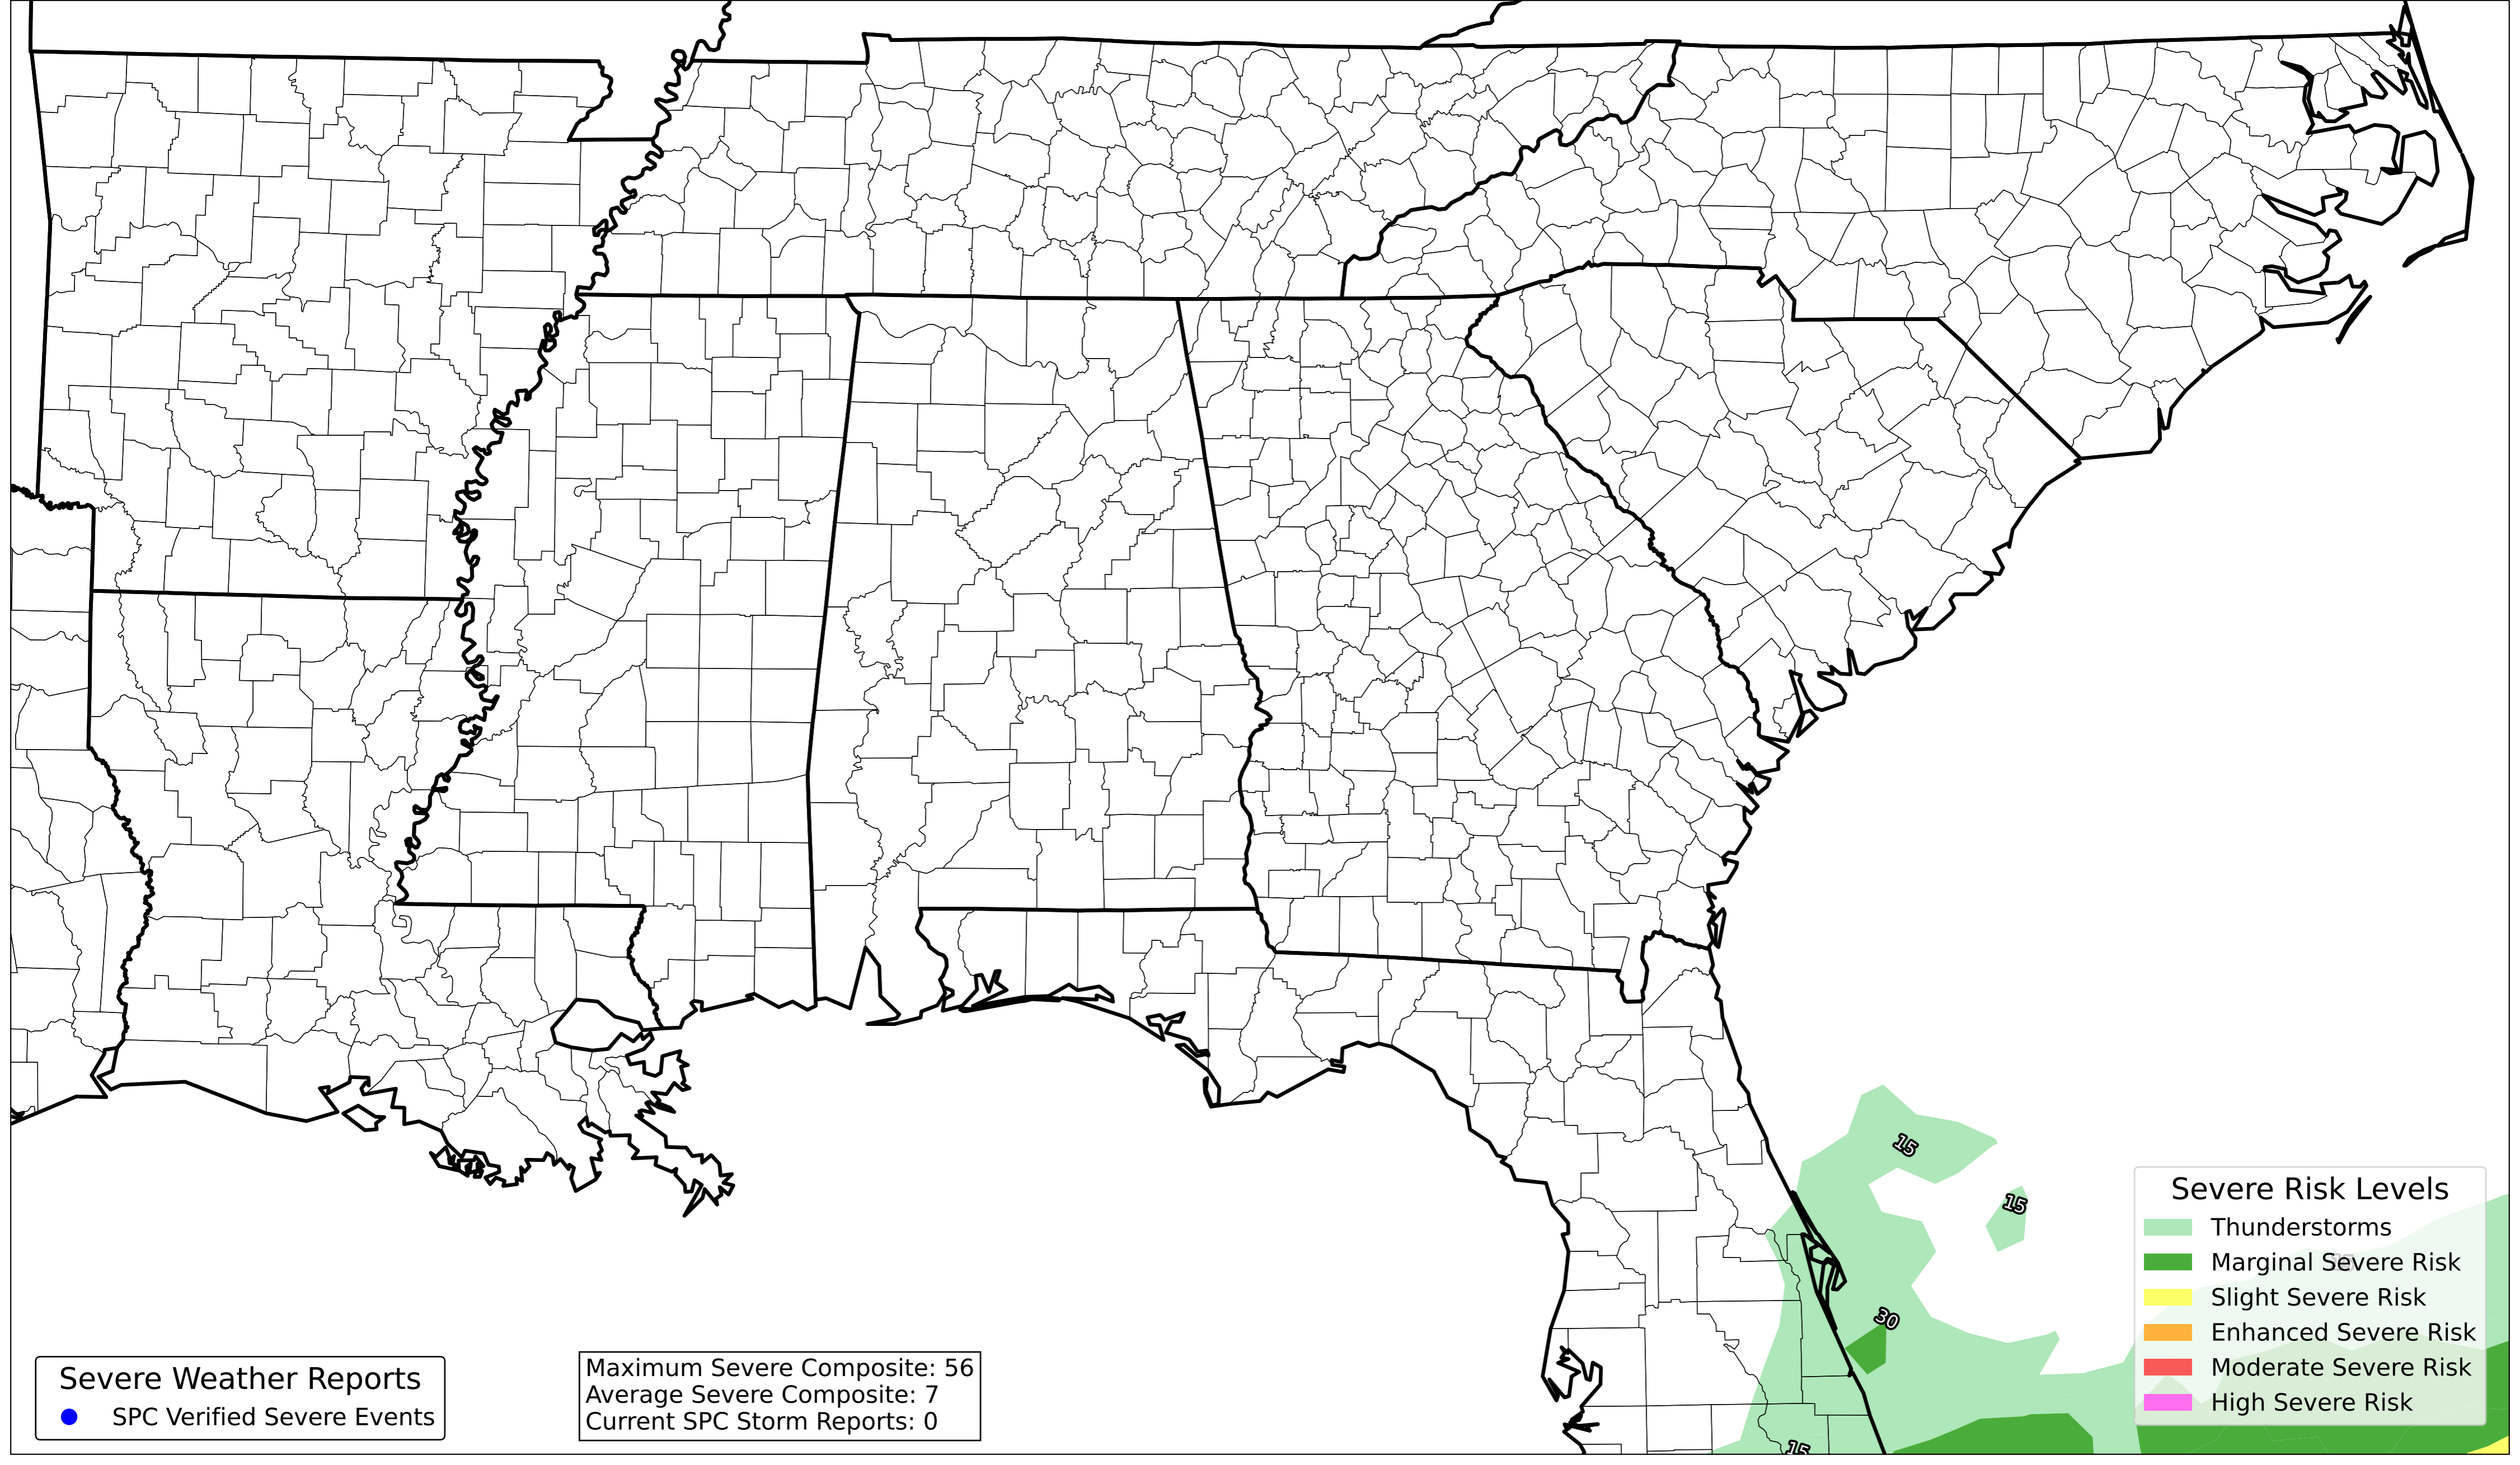 15
15
Severe Risk Levels
Thunderstorms
Marginal Severe Risk
Slight Severe Risk
Enhanced Severe Risk
Moderate Severe Risk
High Severe Risk
30
15
Severe Weather Reports
SPC Verified Severe Events
Maximum Severe Composite: 56
Average Severe Composite: 7
Current SPC Storm Reports: 0